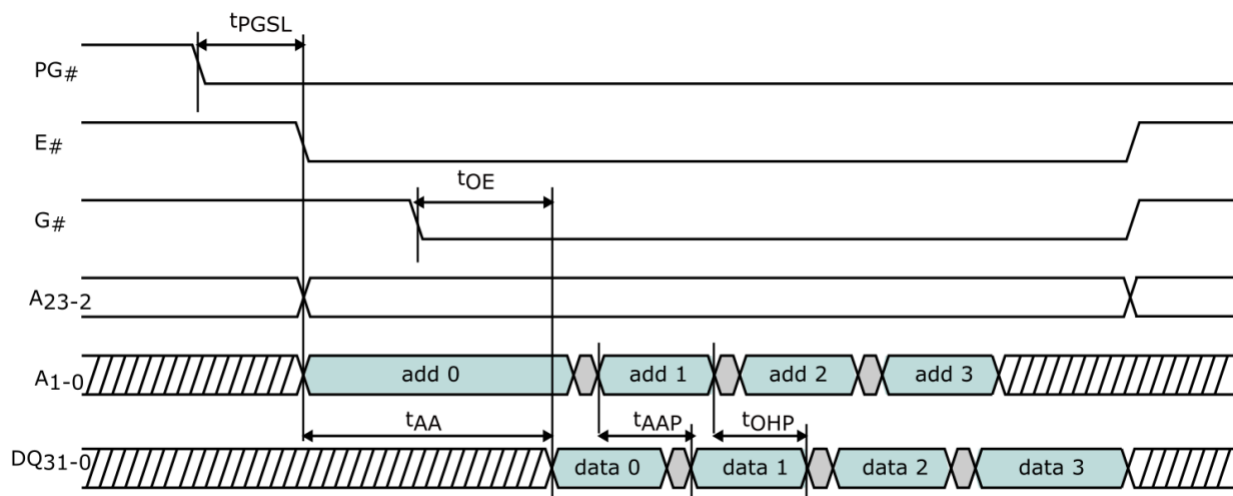 tPGSL
PG#
E#
tOE
G#
A23-2
A1-0 add 0 add 1 add 2 add 3
tAA tAAP tOHP
DQ31-0 data 0 data 1 data 2 data 3